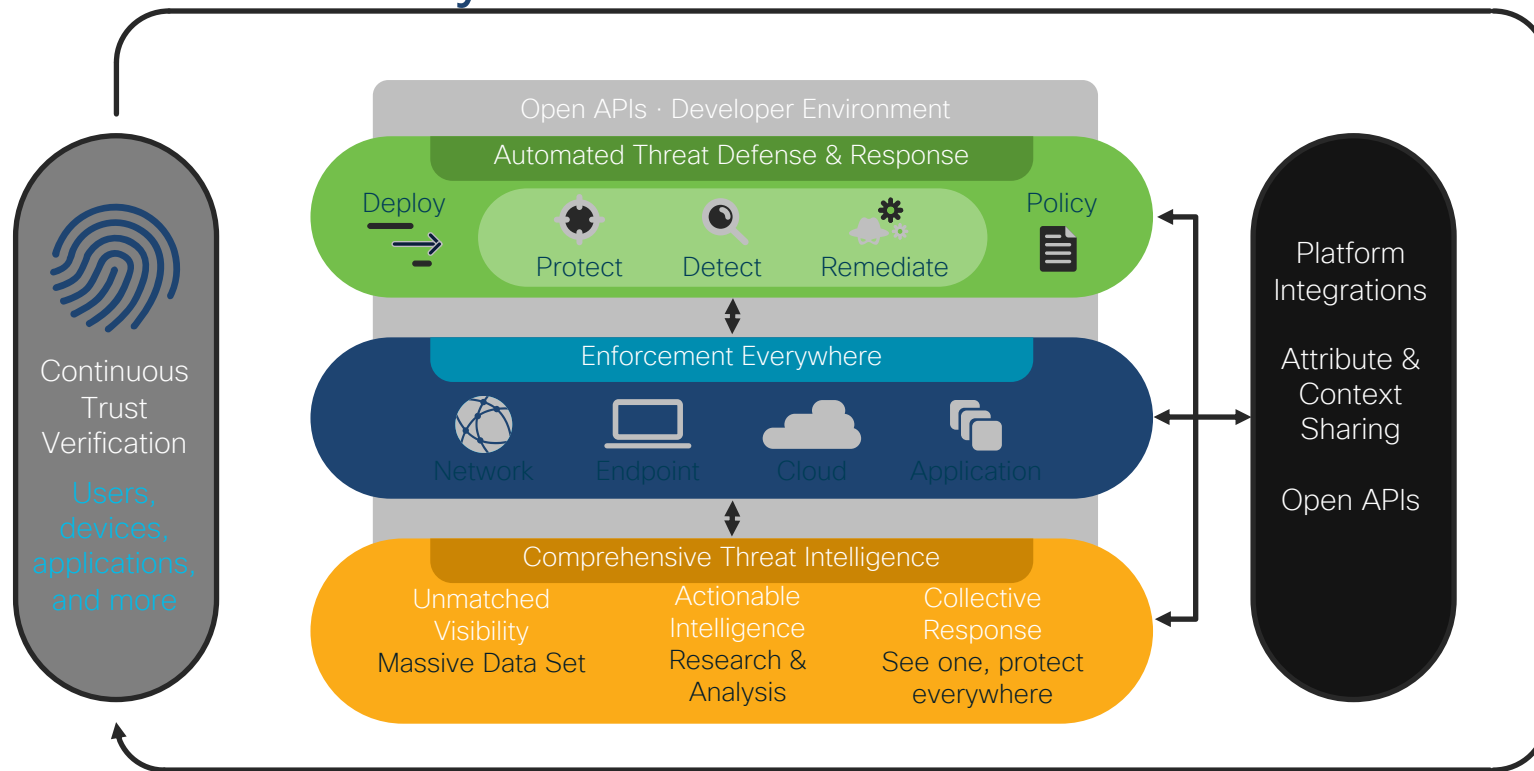 Open APIs · Developer Environment
Automated Threat Defense & Response
Deploy
Policy
Protect
Detect
Remediate
Enforcement Everywhere
Network
Endpoint
Cloud
Application
Comprehensive Threat Intelligence
Unmatched
Visibility
Massive Data Set
Actionable
Intelligence
Research &
Analysis
Collective
Response
See one, protect
everywhere
Continuous
Trust
Verification
Users,
devices,
applications,
and more
Platform
Integrations
Attribute &
Context
Sharing
Open APIs